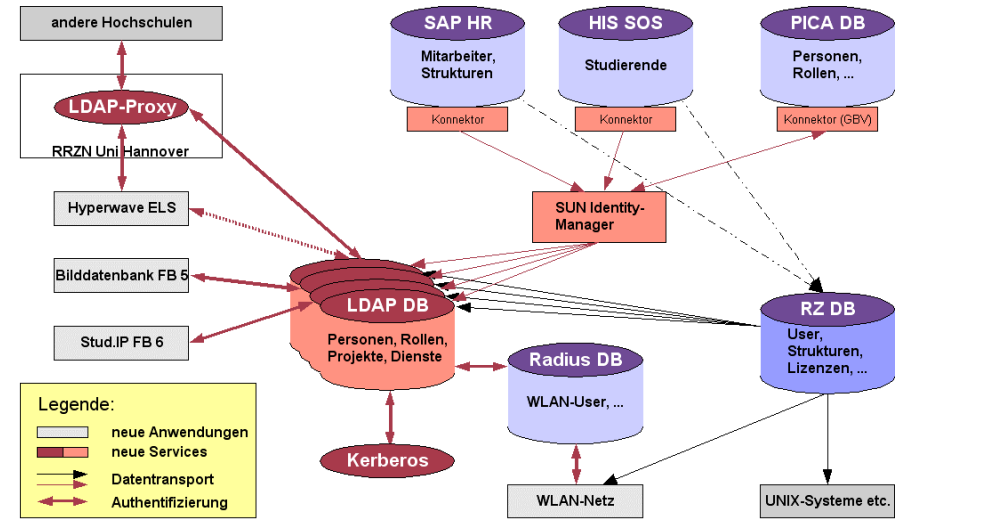 andere Hochschulen
LDAP-Proxy
RRZN Uni Hannover
Hyperwave ELS
Bilddatenbank FB 5
Stud.IP FB 6
SAP HR
Mitarbeiter,
Strukturen
Konnektor
HIS SOS
Studierende
Konnektor
PICA DB
Personen,
Rollen, ...
Konnektor (GBV)
SUN Identity-
Manager
LDAP DB
Personen, Rollen,
Projekte, Dienste
Kerberos
Radius DB
WLAN-User, ...
WLAN-Netz
RZ DB
User,
Strukturen,
Lizenzen, ...
UNIX-Systeme etc.
Legende:
neue Anwendungen
neue Services
Datentransport
Authentifizierung